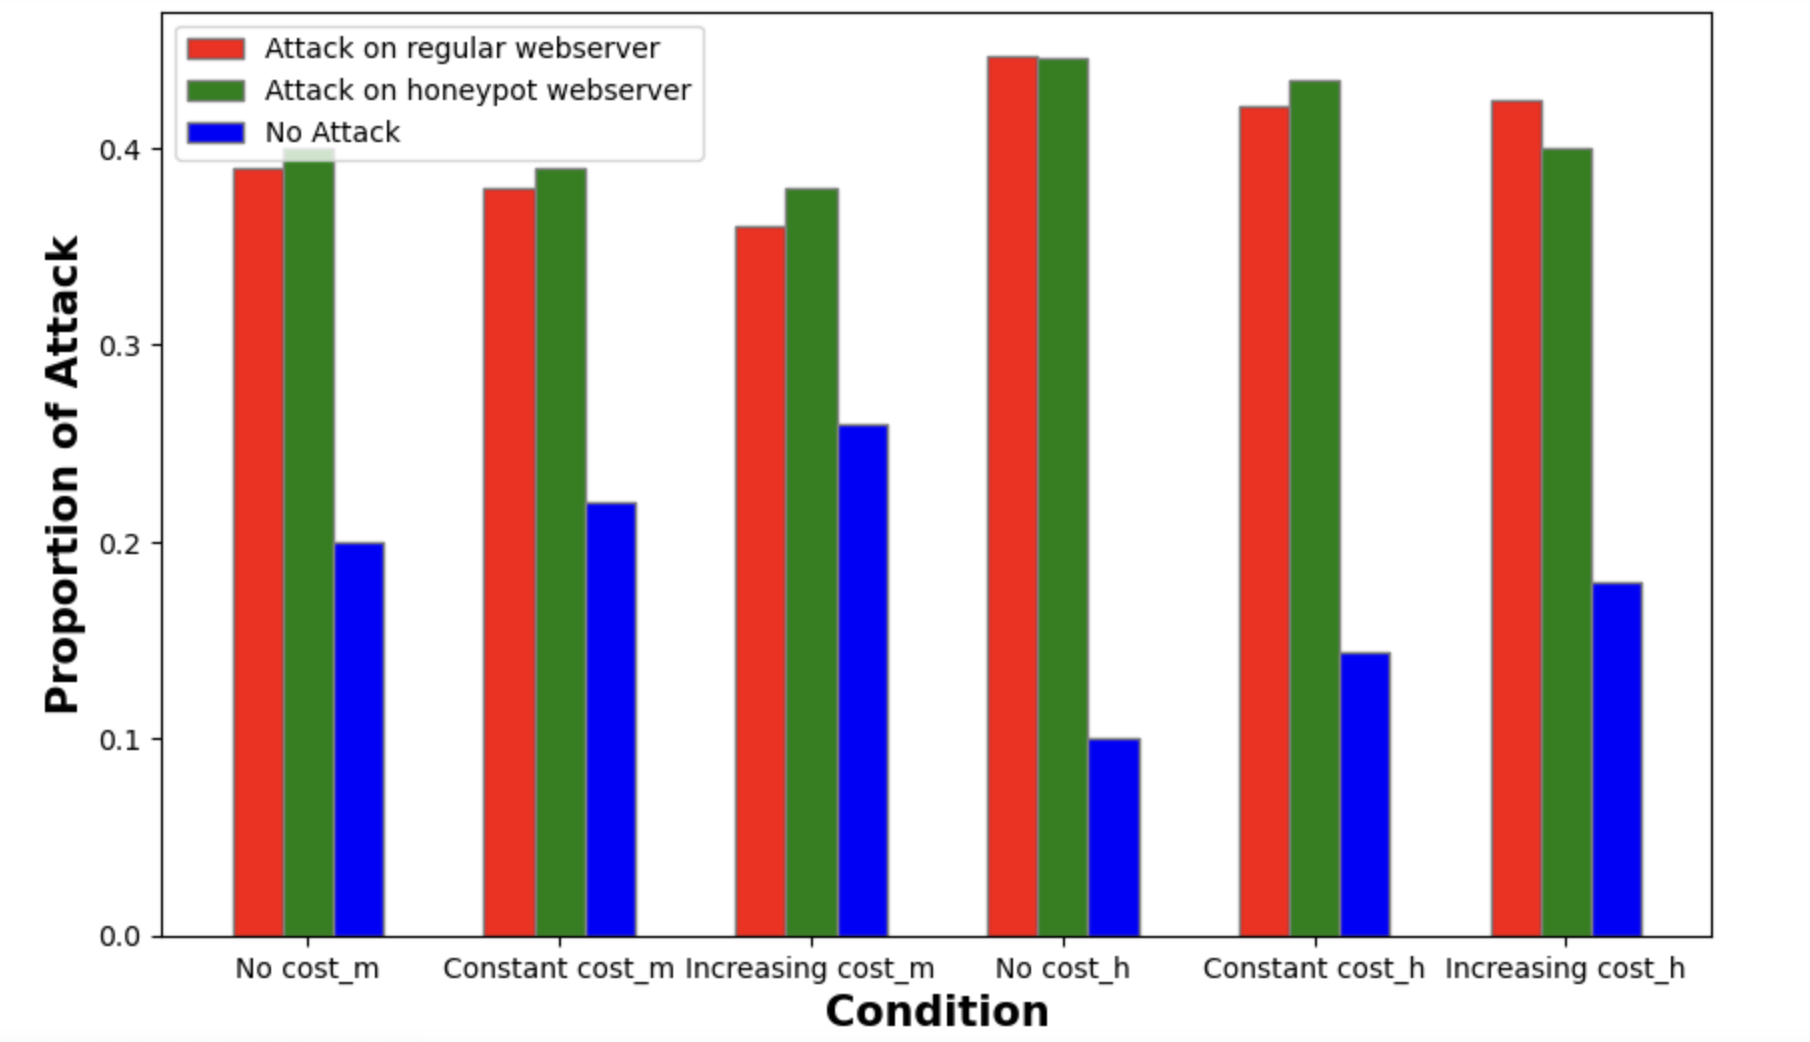 Attack on regular webserver
Attack on honeypot webserver
No Attack
Proportion of Attack
0.4
0.3
0.2
0.1
0.0
No cost_m Constant cost_m Increasing cost_m No cost_h Constant cost_h Increasing cost_h
Condition